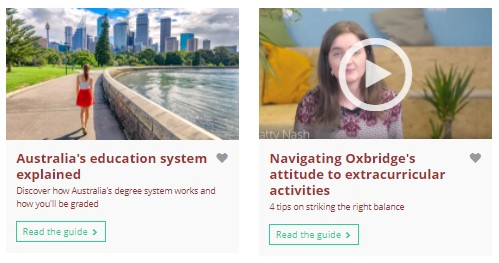 Australia's education system
explained
Discover how Australia's degree system works and
how you'll be graded
Read the guide
atty Nash
Navigating Oxbridge's
attitude to extracurricular
activities
4 tips on striking the right balance
Read the guide